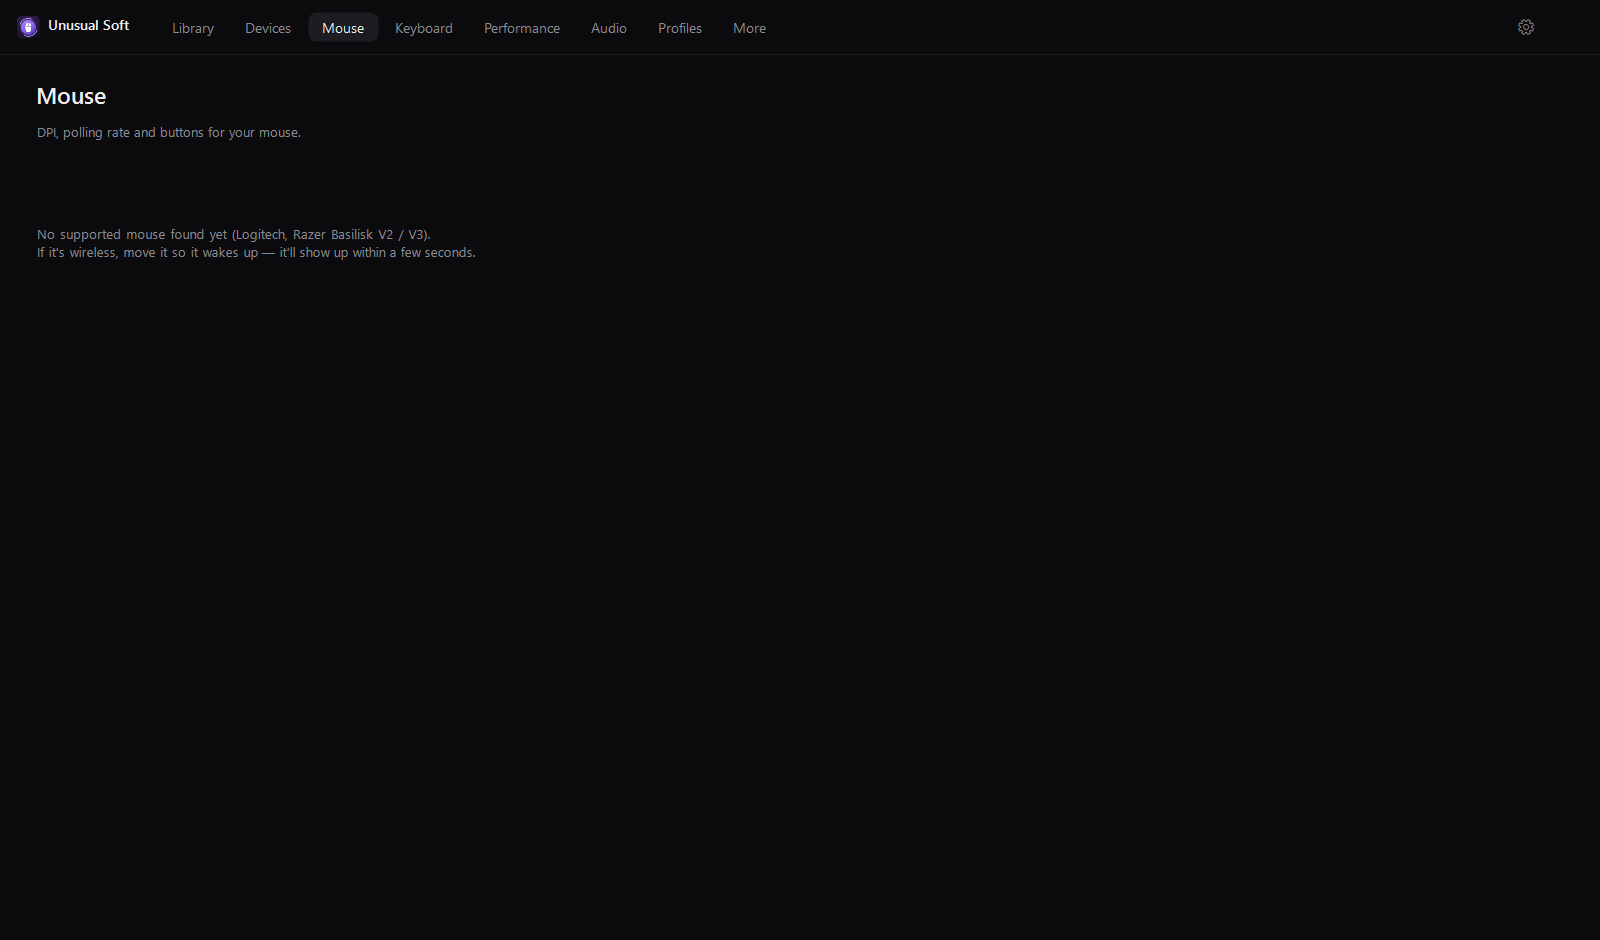 Unusual Soft
Library
Devices
Mouse
Keyboard
Performance
Audio
Profiles
More
Mouse
DPI, polling rate and buttons for your mouse.
No supported mouse found yet (Logitech, Razer Basilisk V2 / V3).
If it's wireless, move it so it wakes up — it'll show up within a few seconds.